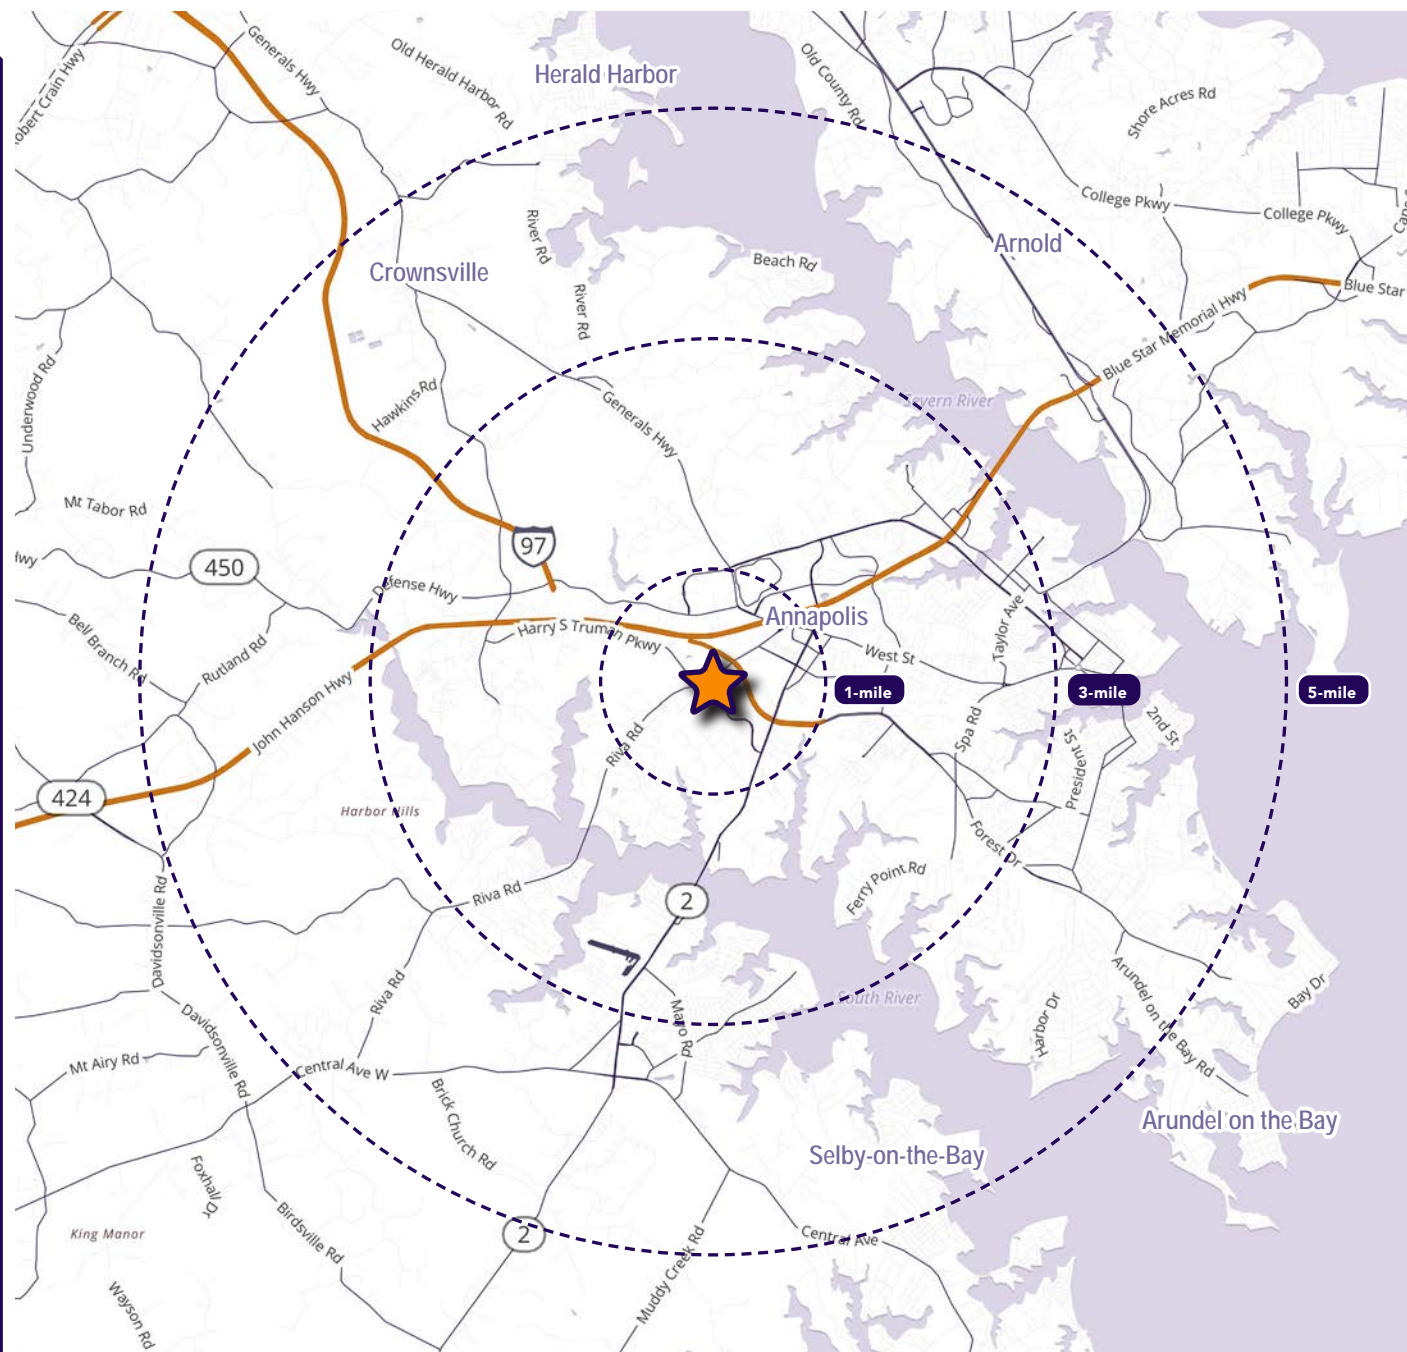 Generals Hwy
Old Herald Harbor Rd
Herald Harbor
Old County Rd
Shore Acres Rd
obert Crain Hwy
College Pkwy
College Pkwy
River Rd
Beach Rd
Arnold
Crownsville
River Rd
Blue Star Memorial Hwy
Blue Star
Underwood Rd
Hawkins Rd
Generals Hwy
Severn River
Mt Tabor Rd
97
450
Defense Hwy
Harry S Truman Pkwy
Annapolis
Taylor Ave
Bell Branch Rd
Rutland Rd
West St
1-mile
3-mile
5-mile
John Hanson Hwy
Riva Rd
Spa Rd
2nd St
President St
424
Harbor Hills
Forest Dr
Ferry Point Rd
Riva Rd
2
Davidsonville Rd
Riva Rd
South River
Mayo Rd
Harbor Dr
Arundel on the Bay Rd
Bay Dr
Davidsonville Rd
Mt Airy Rd
Central Ave W
Brick Church Rd
Arundel on the Bay
Selby-on-the-Bay
Foxhall Dr
King Manor
Birdsville Rd
2
Central Ave
Muddy Creek Rd
Wayson Rd